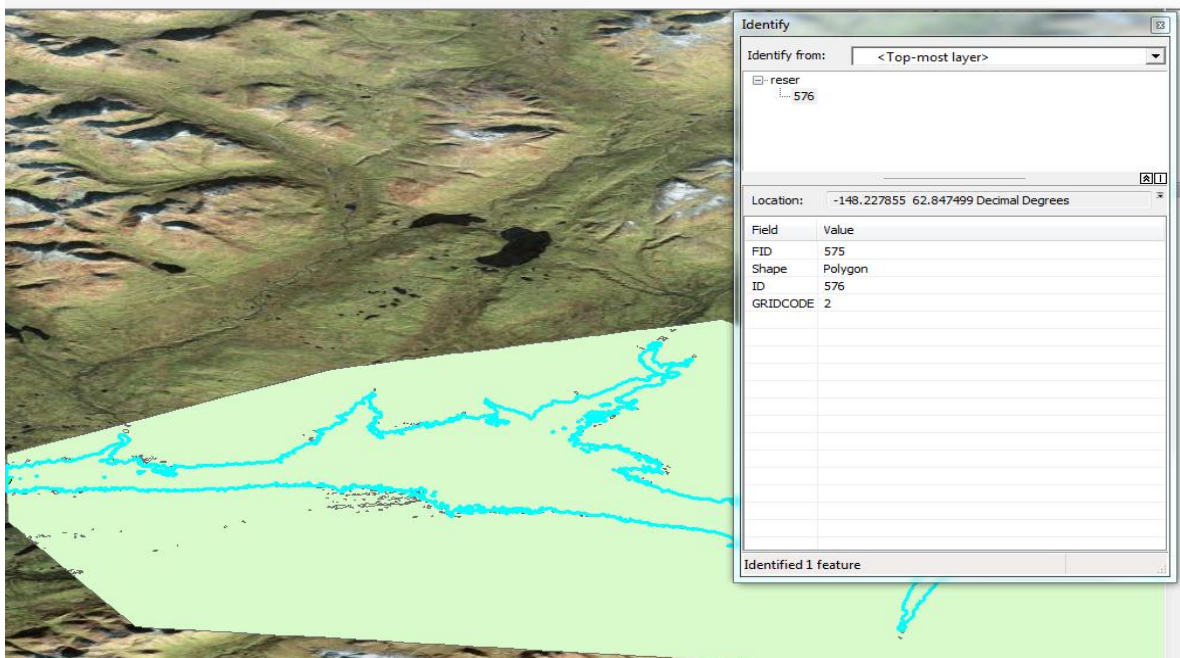 Identify
Identify from: <Top-most layer>
reser
576
Location: -148.227855 62.847499 Decimal Degrees
Field Value
FID 575
Shape Polygon
ID 576
GRIDCODE 2
Identified 1 feature